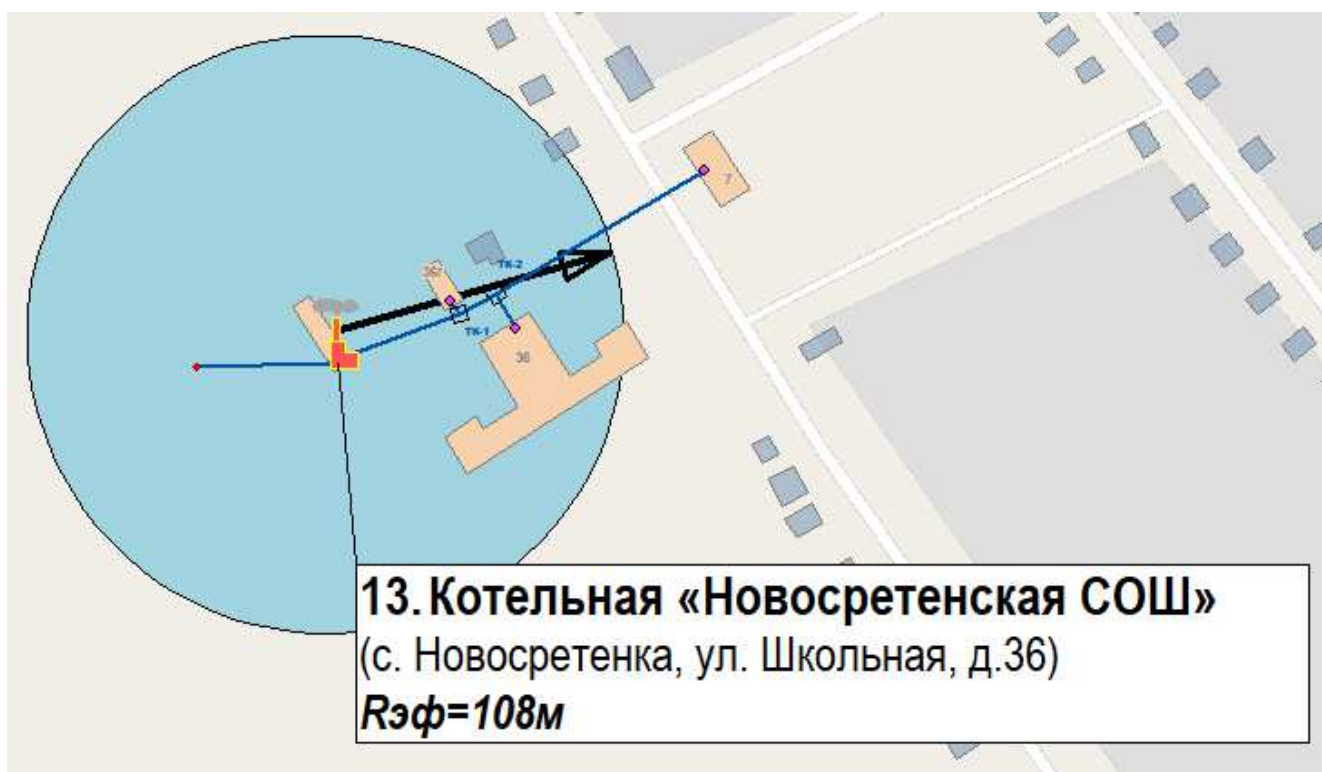 7
ТК-2
ТК-1
36
13. Котельная «Новосретенская СОШ»
(с. Новосретенка, ул. Школьная, д.36)
Rэф=108м